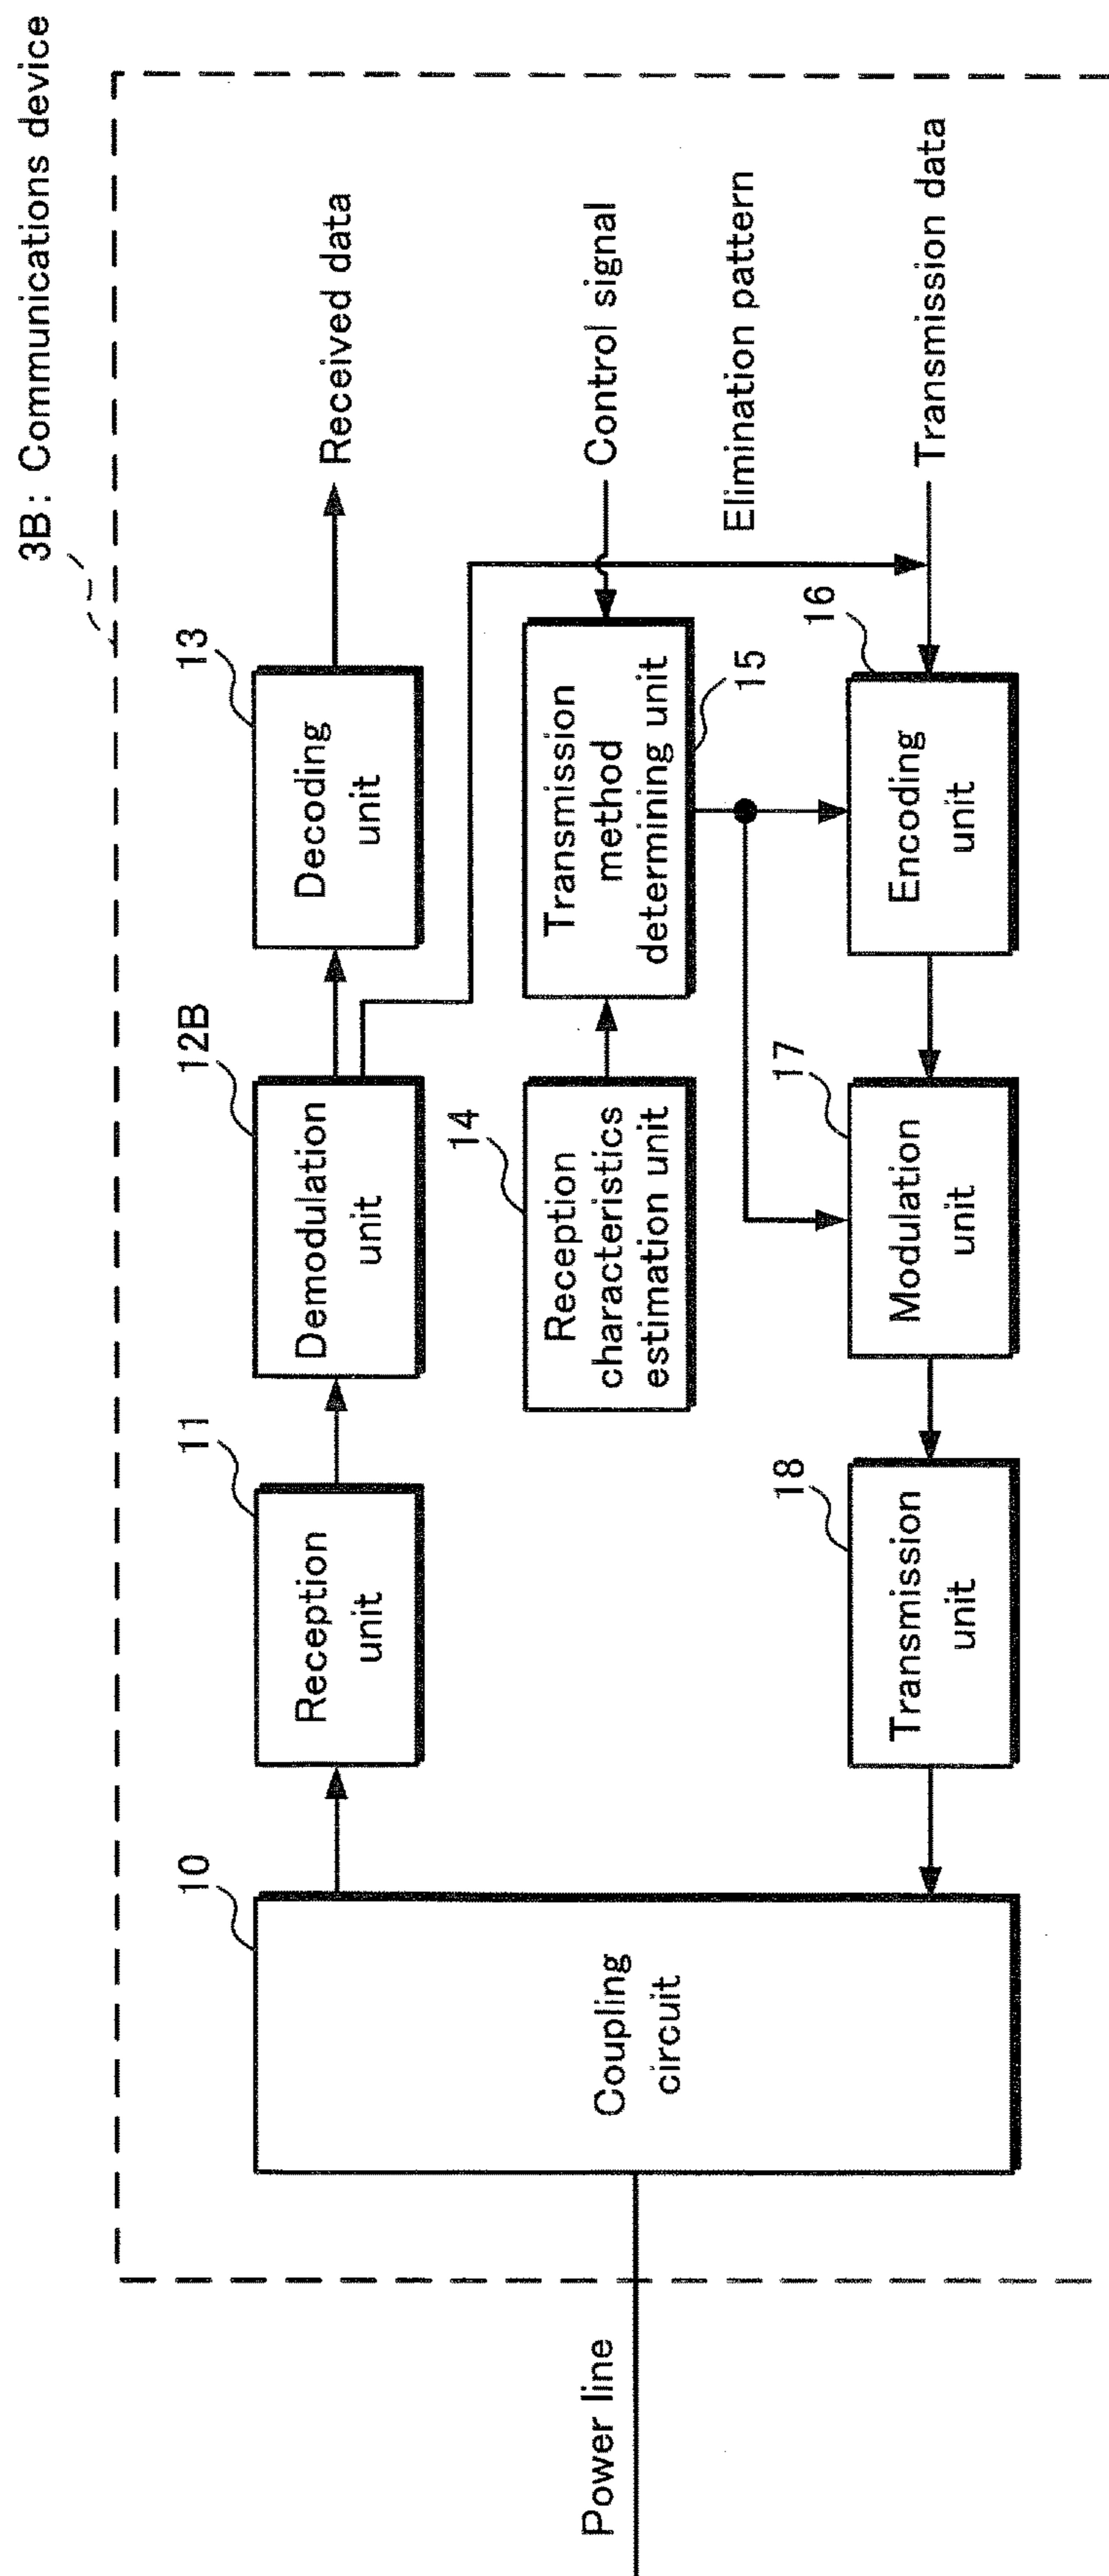 3B: Communications device
13
Decoding
unit
Received data
12B
Demodulation
unit
11
Reception
unit
10
Coupling
circuit
Power line
14
Reception
characteristics
estimation unit
Transmission
method
determining unit
15
Control signal
Elimination pattern
18
Transmission
unit
17
Modulation
unit
16
Encoding
unit
Transmission data